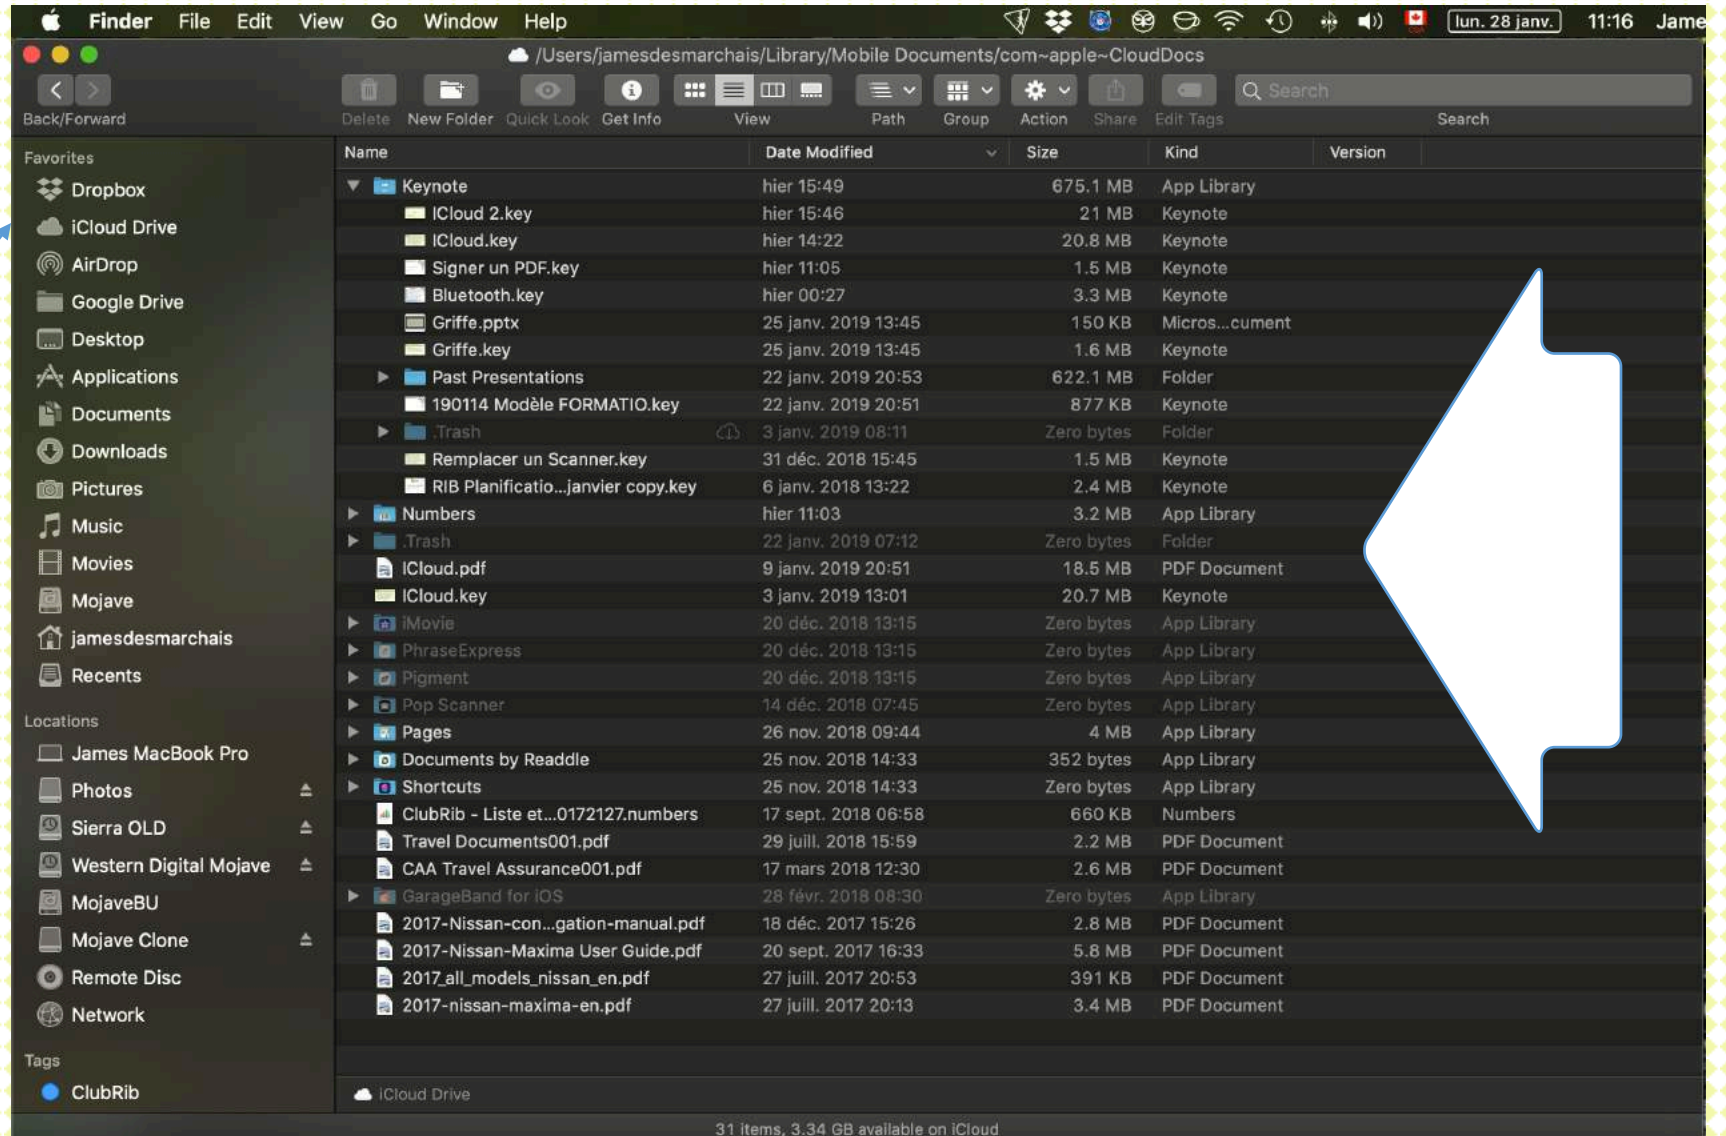 Finder File Edit View Go Window Help lun. 28 janv. 11:16 Jame
/Users/jamesdesmarchais/Library/Mobile Documents/com~apple~CloudDocs
Search
Back/Forward Delete New Folder Quick Look Get Info View Path Group Action Share Edit Tags Search
Favorites
Dropbox
iCloud Drive
AirDrop
Google Drive
Desktop
Applications
Documents
Downloads
Pictures
Music
Movies
Mojave
jamesdesmarchais
Recents
Locations
James MacBook Pro
Photos
Sierra OLD
Western Digital Mojave
MojaveBU
Mojave Clone
Remote Disc
Network
Tags
ClubRib
Name Date Modified Size Kind Version
Keynote hier 15:49 675.1 MB App Library
ICloud 2.key hier 15:46 21 MB Keynote
ICloud.key hier 14:22 20.8 MB Keynote
Signer un PDF.key hier 11:05 1.5 MB Keynote
Bluetooth.key hier 00:27 3.3 MB Keynote
Griffe.pptx 25 janv. 2019 13:45 150 KB Micros...cument
Griffe.key 25 janv. 2019 13:45 1.6 MB Keynote
Past Presentations 22 janv. 2019 20:53 622.1 MB Folder
190114 Modèle FORMATIO.key 22 janv. 2019 20:51 877 KB Keynote
.Trash 3 janv. 2019 08:11 Zero bytes Folder
Remplacer un Scanner.key 31 déc. 2018 15:45 1.5 MB Keynote
RIB Planificatio...janvier copy.key 6 janv. 2018 13:22 2.4 MB Keynote
Numbers hier 11:03 3.2 MB App Library
.Trash 22 janv. 2019 07:12 Zero bytes Folder
ICloud.pdf 9 janv. 2019 20:51 18.5 MB PDF Document
ICloud.key 3 janv. 2019 13:01 20.7 MB Keynote
iMovie 20 déc. 2018 13:15 Zero bytes App Library
PhraseExpress 20 déc. 2018 13:15 Zero bytes App Library
Pigment 20 déc. 2018 13:15 Zero bytes App Library
Pop Scanner 14 déc. 2018 07:45 Zero bytes App Library
Pages 26 nov. 2018 09:44 4 MB App Library
Documents by Readdle 25 nov. 2018 14:33 352 bytes App Library
Shortcuts 25 nov. 2018 14:33 Zero bytes App Library
ClubRib - Liste et...0172127.numbers 17 sept. 2018 06:58 660 KB Numbers
Travel Documents001.pdf 29 juill. 2018 15:59 2.2 MB PDF Document
CAA Travel Assurance001.pdf 17 mars 2018 12:30 2.6 MB PDF Document
GarageBand for iOS 28 févr. 2018 08:30 Zero bytes App Library
2017-Nissan-con...gation-manual.pdf 18 déc. 2017 15:26 2.8 MB PDF Document
2017-Nissan-Maxima User Guide.pdf 20 sept. 2017 16:33 5.8 MB PDF Document
2017_all_models_nissan_en.pdf 27 juill. 2017 20:53 391 KB PDF Document
2017-nissan-maxima-en.pdf 27 juill. 2017 20:13 3.4 MB PDF Document
iCloud Drive
31 items, 3.34 GB available on iCloud